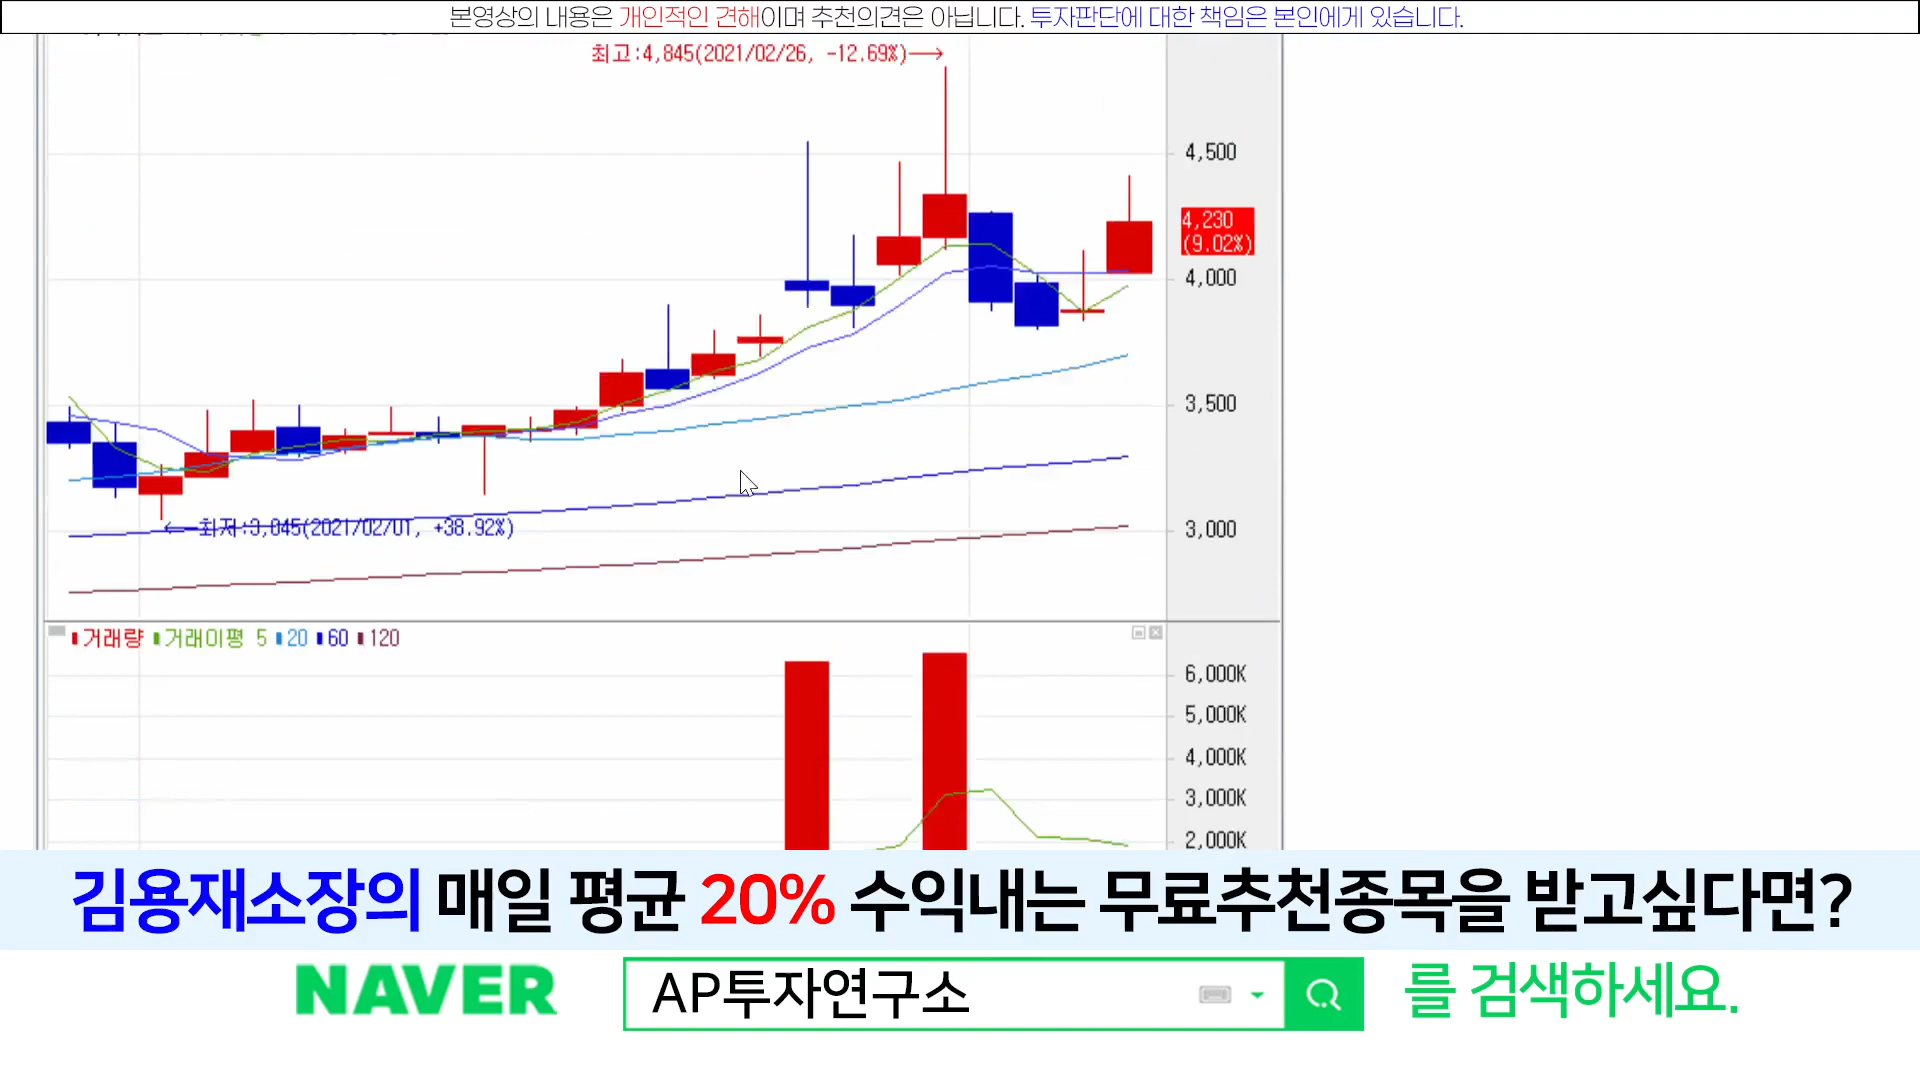 본영상의 내용은 개인적인 견해이며 추천의견은 아닙니다. 투자판단에 대한 책임은 본인에게 있습니다.
최고:4,845(2021/02/26, -12.69%)→
4,500
4,230
(9.02%)
4,000
3,500
←최저:3,045(2021/02/01, +38.92%)
3,000
거래량 거래이평 5 20 60 120
6,000K
5,000K
4,000K
3,000K
2,000K
김용재소장의 매일 평균 20% 수익내는 무료추천종목을 받고싶다면?
NAVER AP투자연구소 를 검색하세요.